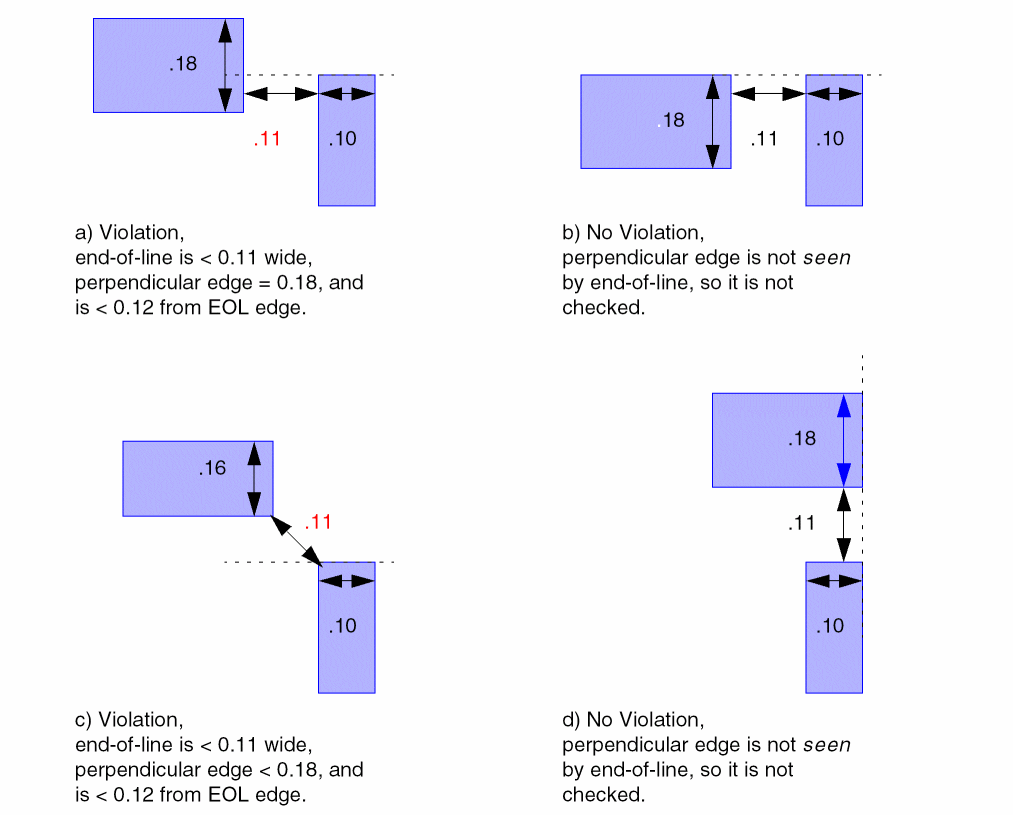 .18
.11
.10
a) Violation,
end-of-line is < 0.11 wide,
perpendicular edge = 0.18, and
is < 0.12 from EOL edge.
.18
.11
.10
b) No Violation,
perpendicular edge is not seen
by end-of-line, so it is not
checked.
.16
.11
.10
c) Violation,
end-of-line is < 0.11 wide,
perpendicular edge < 0.18, and
is < 0.12 from EOL edge.
.18
.11
.10
d) No Violation,
perpendicular edge is not seen
by end-of-line, so it is not
checked.